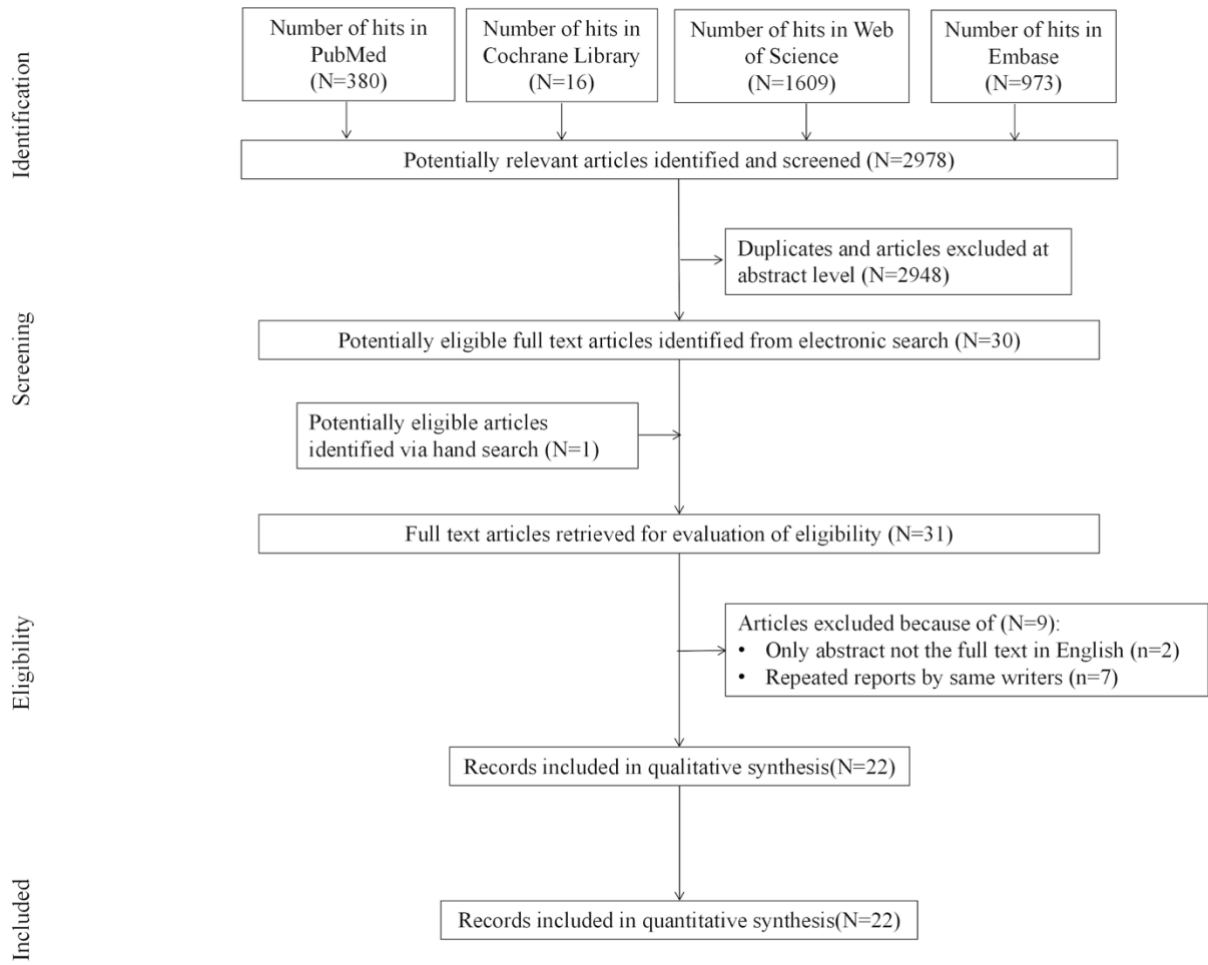 Identification
Number of hits in
PubMed
(N=380)
Number of hits in
Cochrane Library
(N=16)
Number of hits in Web
of Science
(N=1609)
Number of hits in
Embase
(N=973)
Potentially relevant articles identified and screened (N=2978)
Duplicates and articles excluded at
abstract level (N=2948)
Screening
Potentially eligible full text articles identified from electronic search (N=30)
Potentially eligible articles
identified via hand search (N=1)
Full text articles retrieved for evaluation of eligibility (N=31)
Eligibility
Articles excluded because of (N=9):
• Only abstract not the full text in English (n=2)
• Repeated reports by same writers (n=7)
Records included in qualitative synthesis(N=22)
Included
Records included in quantitative synthesis(N=22)